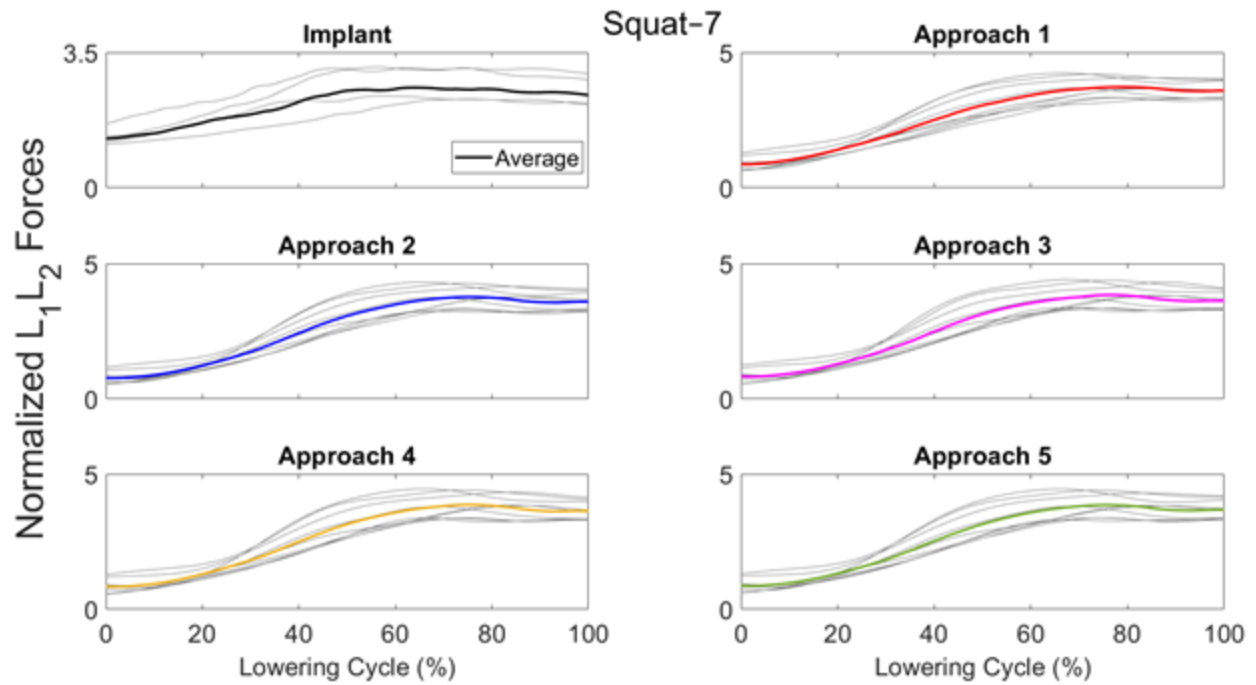 Squat-7
Normalized L1L2 Forces
Implant
3.5
0
Average
Approach 1
5
0
Approach 2
5
0
Approach 3
5
0
Approach 4
5
0
0 20 40 60 80 100
Lowering Cycle (%)
Approach 5
5
0
0 20 40 60 80 100
Lowering Cycle (%)